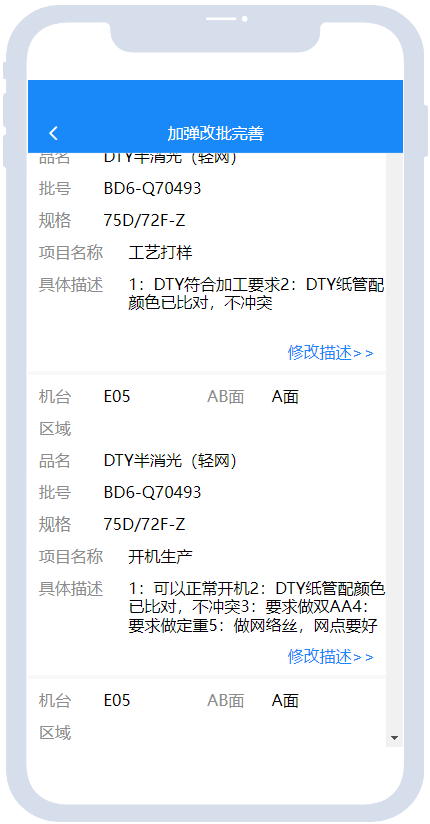 加弹改批完善
品名 DTY半消光（轻网）
批号 BD6-Q70493
规格 75D/72F-Z
项目名称 工艺打样
具体描述 1：DTY符合加工要求2：DTY纸管配
颜色已比对，不冲突
修改描述>>
机台 E05 AB面 A面
区域
品名 DTY半消光（轻网）
批号 BD6-Q70493
规格 75D/72F-Z
项目名称 开机生产
具体描述 1：可以正常开机2：DTY纸管配颜色
已比对，不冲突3：要求做双AA4：
要求做定重5：做网络丝，网点要好
修改描述>>
机台 E05 AB面 A面
区域